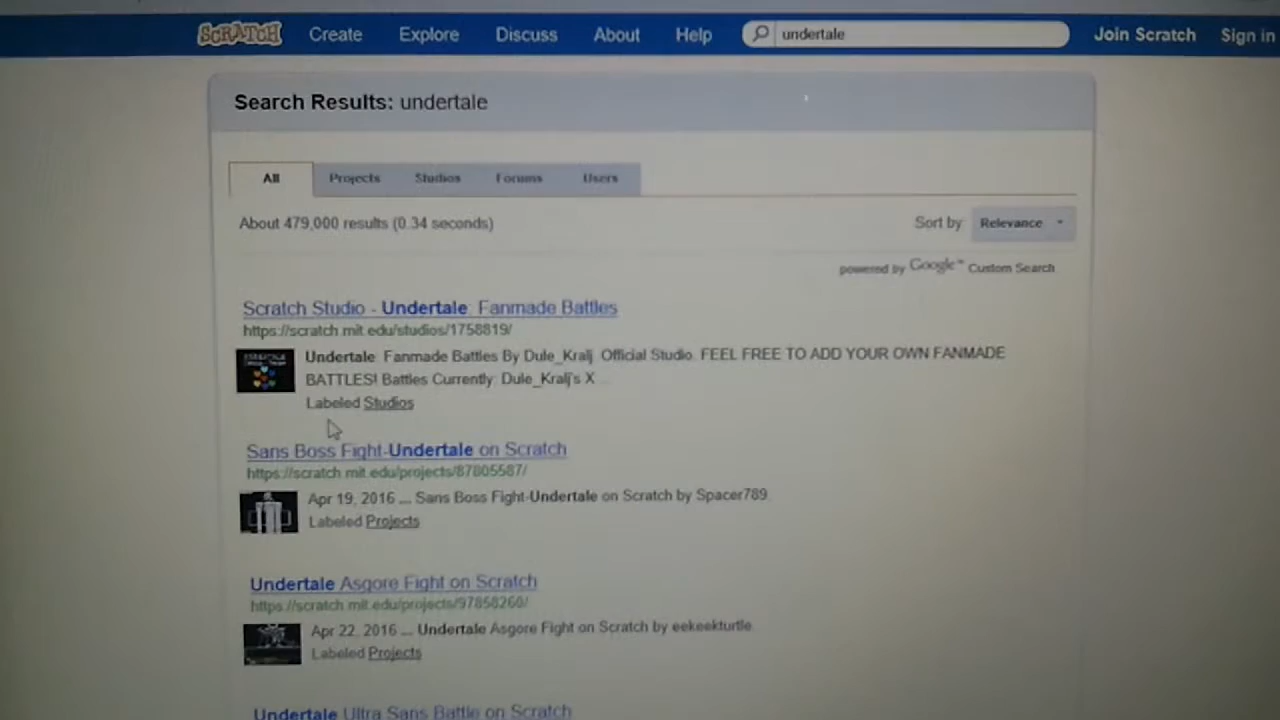 SCRATCH Create Explore Discuss About Help undertale Join Scratch Sign in
Search Results: undertale
All Projects Studios Forums Users
About 479,000 results (0.34 seconds) Sort by Relevance
powered by Google™ Custom Search
Scratch Studio - Undertale: Fanmade Battles
https://scratch.mit.edu/studios/1758819/
Undertale: Fanmade Battles By Dule_Kralj. Official Studio. FEEL FREE TO ADD YOUR OWN FANMADE
BATTLES! Battles Currently: Dule_Kralj's X ...
Labeled Studios
Sans Boss Fight-Undertale on Scratch
https://scratch.mit.edu/projects/87805587/
Apr 19, 2016 ... Sans Boss Fight-Undertale on Scratch by Spacer789.
Labeled Projects
Undertale Asgore Fight on Scratch
https://scratch.mit.edu/projects/97858260/
Apr 22, 2016 ... Undertale Asgore Fight on Scratch by eekeekturtle.
Labeled Projects
Undertale Ultra Sans Battle on Scratch